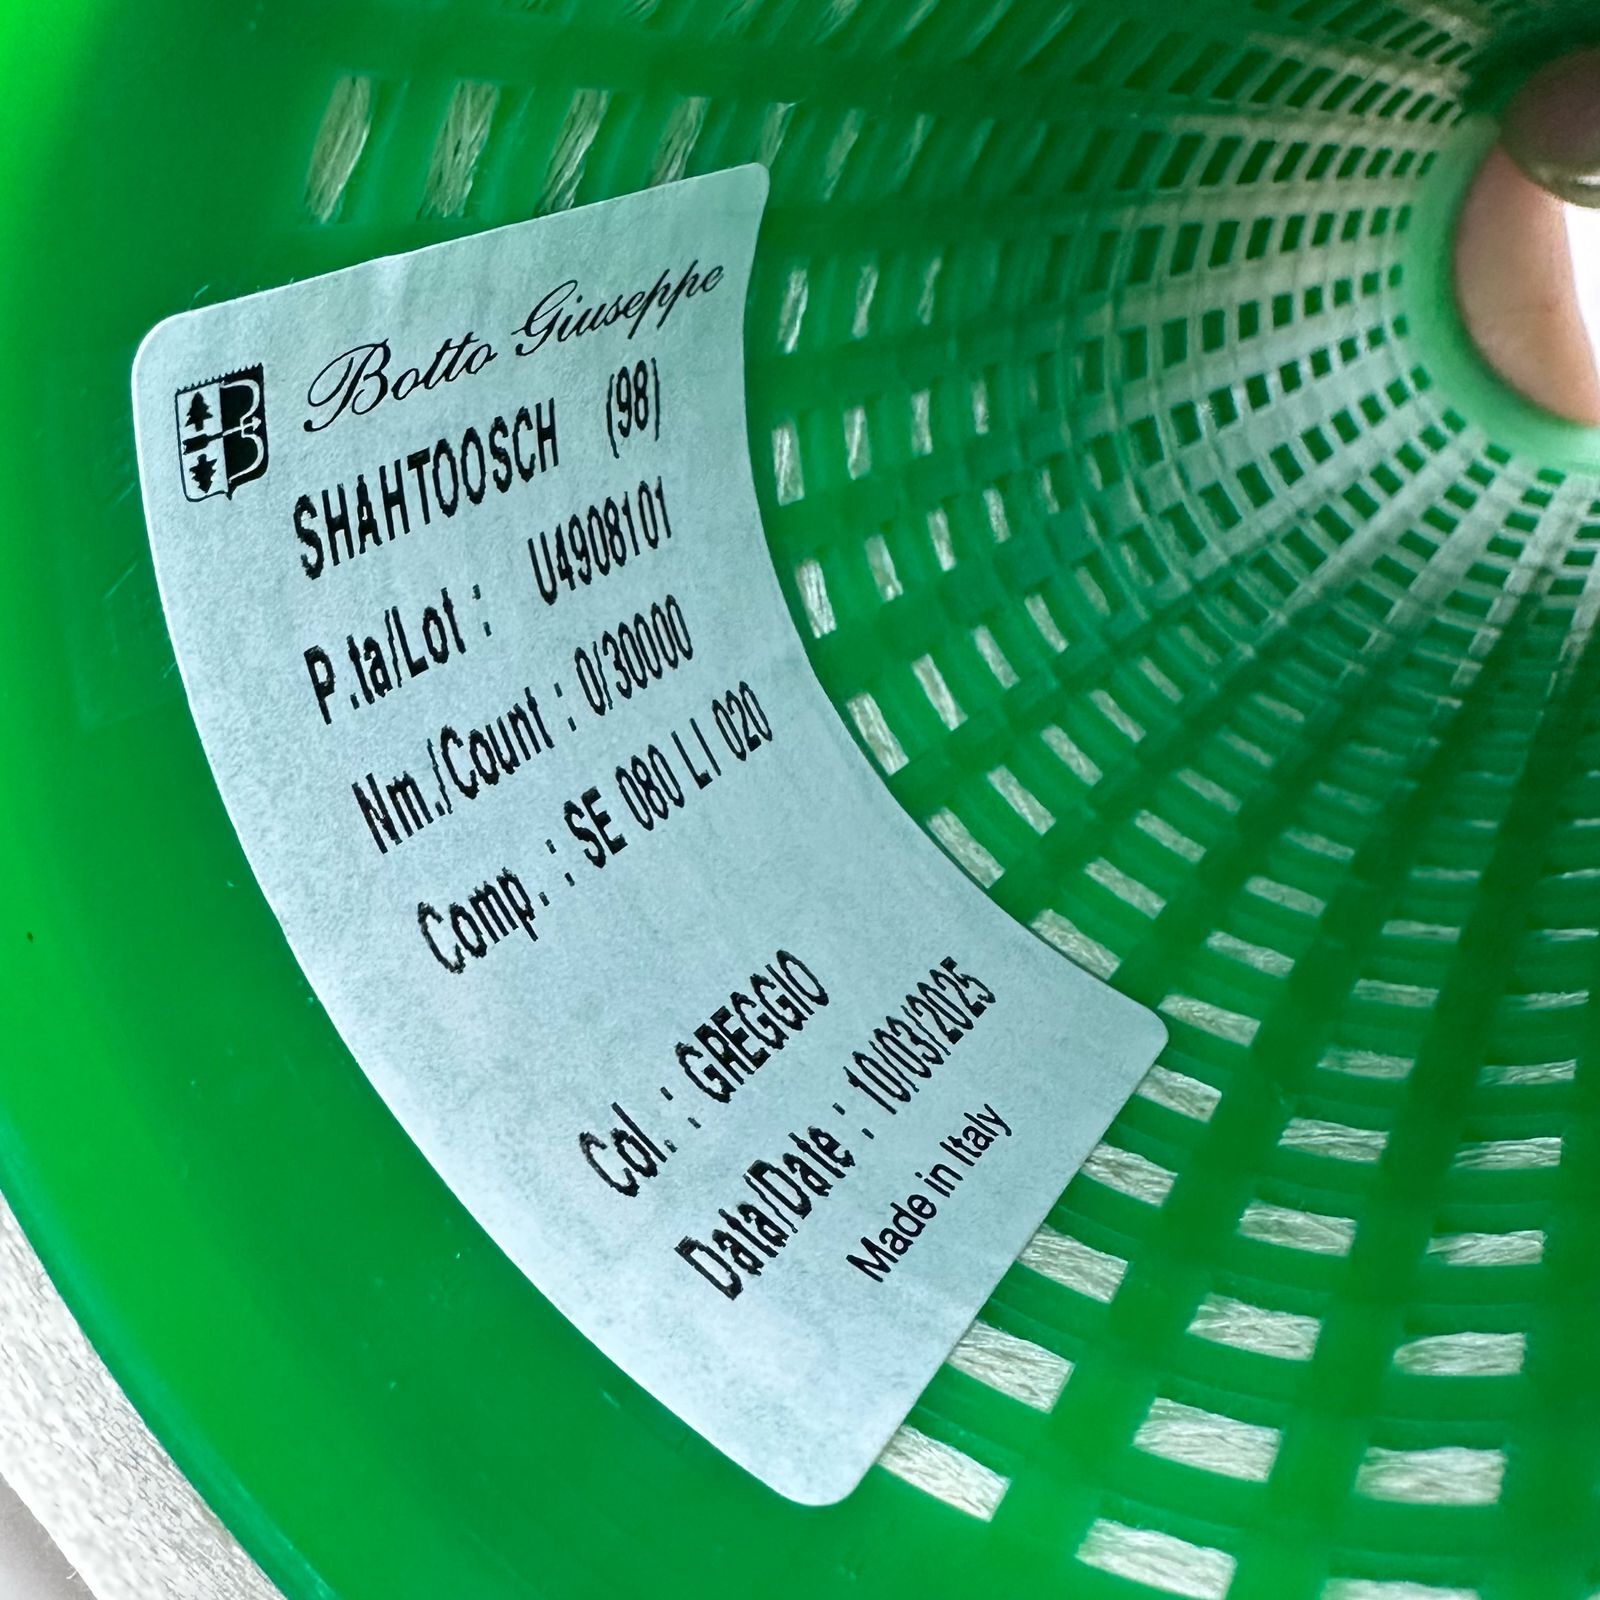 Botto Giuseppe
SHAHTOOSCH (98)
P.ta/Lot : U4908101
Nm./Count : 0/30000
Comp. : SE 080 LI 020
Col. : GREGGIO
Data/Date : 10/03/2025
Made in Italy